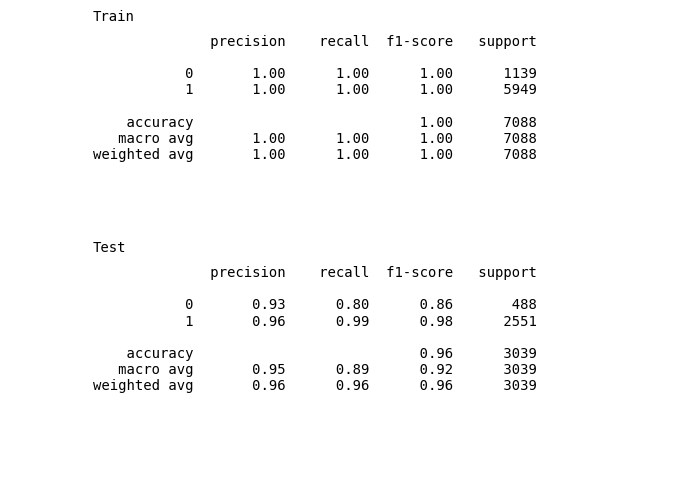 Train
precision recall f1-score support
0 1.00 1.00 1.00 1139
1 1.00 1.00 1.00 5949
accuracy 1.00 7088
macro avg 1.00 1.00 1.00 7088
weighted avg 1.00 1.00 1.00 7088
Test
precision recall f1-score support
0 0.93 0.80 0.86 488
1 0.96 0.99 0.98 2551
accuracy 0.96 3039
macro avg 0.95 0.89 0.92 3039
weighted avg 0.96 0.96 0.96 3039